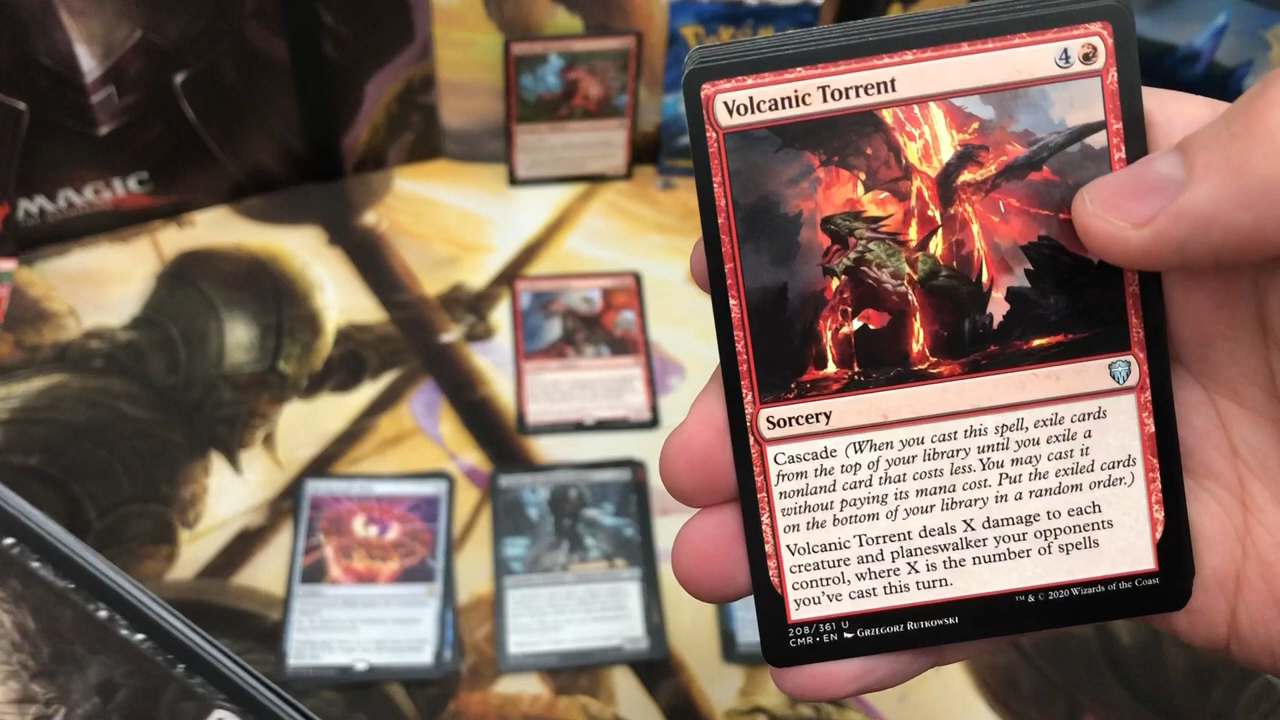 MAGIC
Volcanic Torrent
4
Sorcery
Cascade (When you cast this spell, exile cards
from the top of your library until you exile a
nonland card that costs less. You may cast it
without paying its mana cost. Put the exiled cards
on the bottom of your library in a random order.)
Volcanic Torrent deals X damage to each
creature and planeswalker your opponents
control, where X is the number of spells
you've cast this turn.
208/361 U
CMR • EN GRZEGORZ RUTKOWSKI
™ & © 2020 Wizards of the Coast